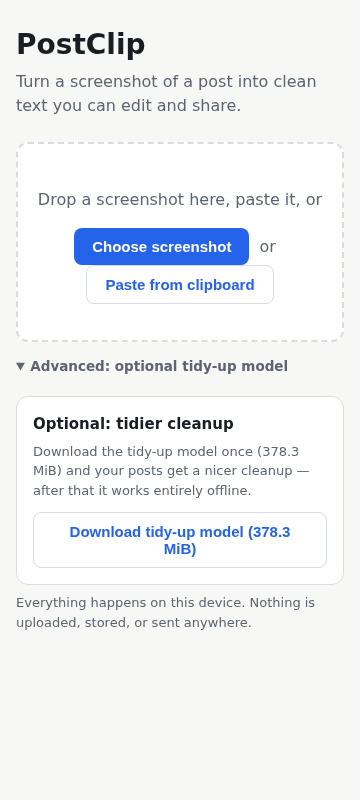 PostClip
Turn a screenshot of a post into clean
text you can edit and share.
Drop a screenshot here, paste it, or
Choose screenshot or
Paste from clipboard
▼ Advanced: optional tidy-up model
Optional: tidier cleanup
Download the tidy-up model once (378.3
MiB) and your posts get a nicer cleanup —
after that it works entirely offline.
Download tidy-up model (378.3
MiB)
Everything happens on this device. Nothing is
uploaded, stored, or sent anywhere.